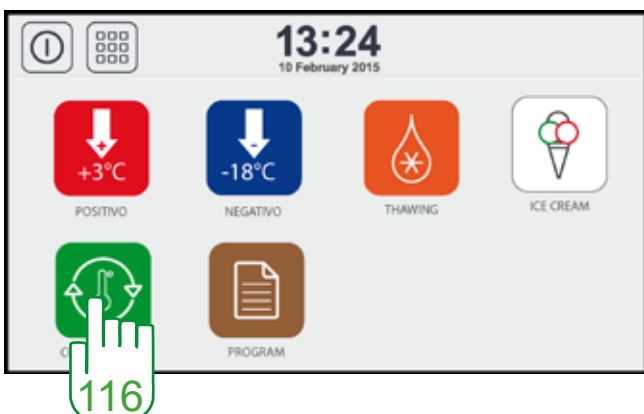 13:24
10 February 2015
+
+3°C
-
-18°C
POSITIVO
NEGATIVO
THAWING
ICE CREAM
PROGRAM
116